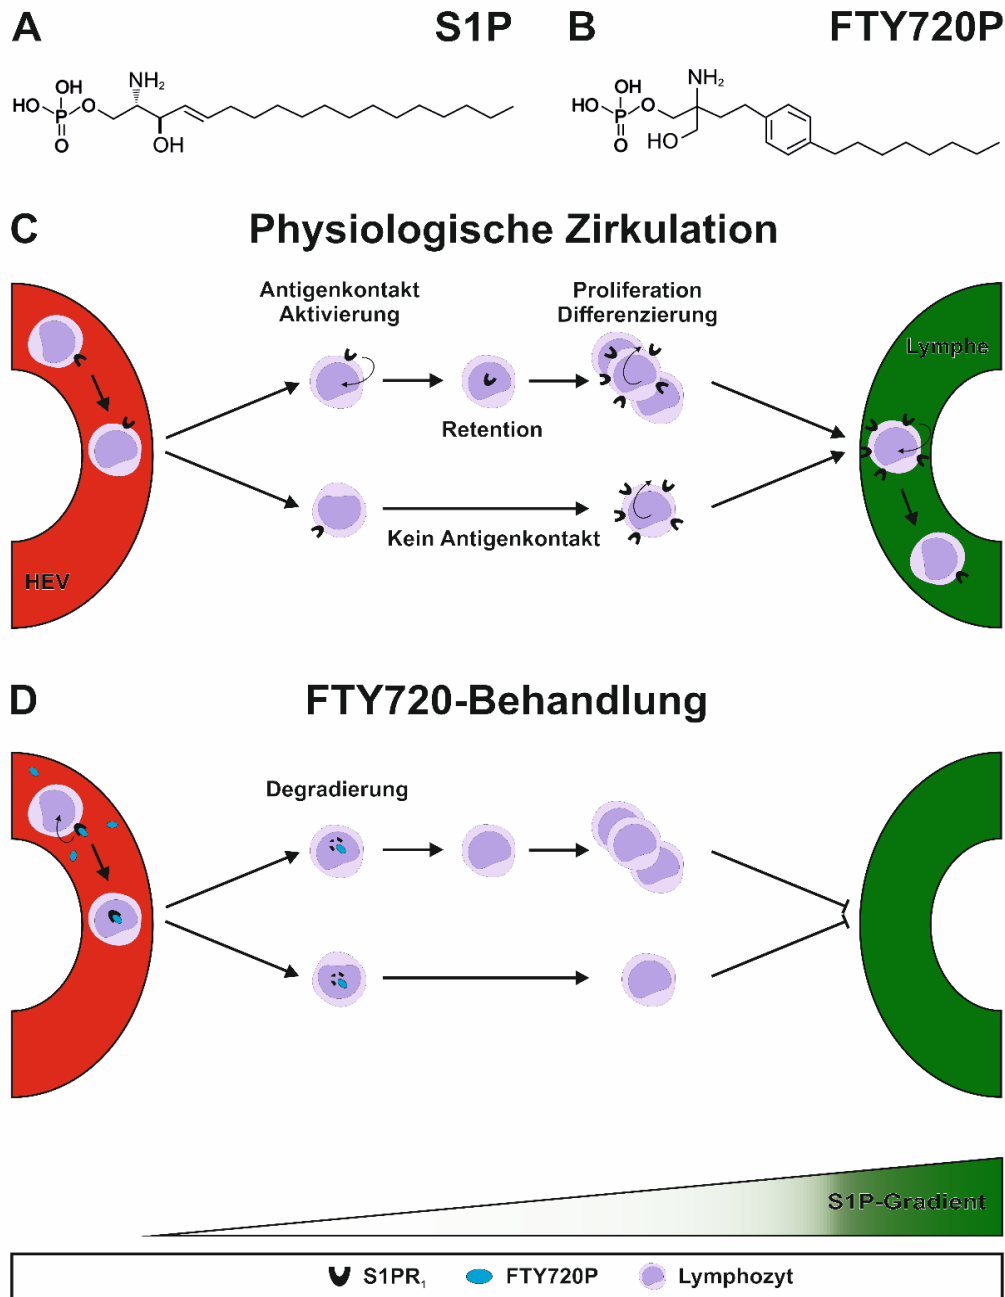 A S1P B FTY720P
OH NH2
HO P O
O OH
OH NH2
HO P O
O HO
C Physiologische Zirkulation
Antigenkontakt
Aktivierung
Proliferation
Differenzierung
Lymphe
Retention
Kein Antigenkontakt
HEV
D FTY720-Behandlung
Degradierung
S1P-Gradient
S1PR1 FTY720P Lymphozyt